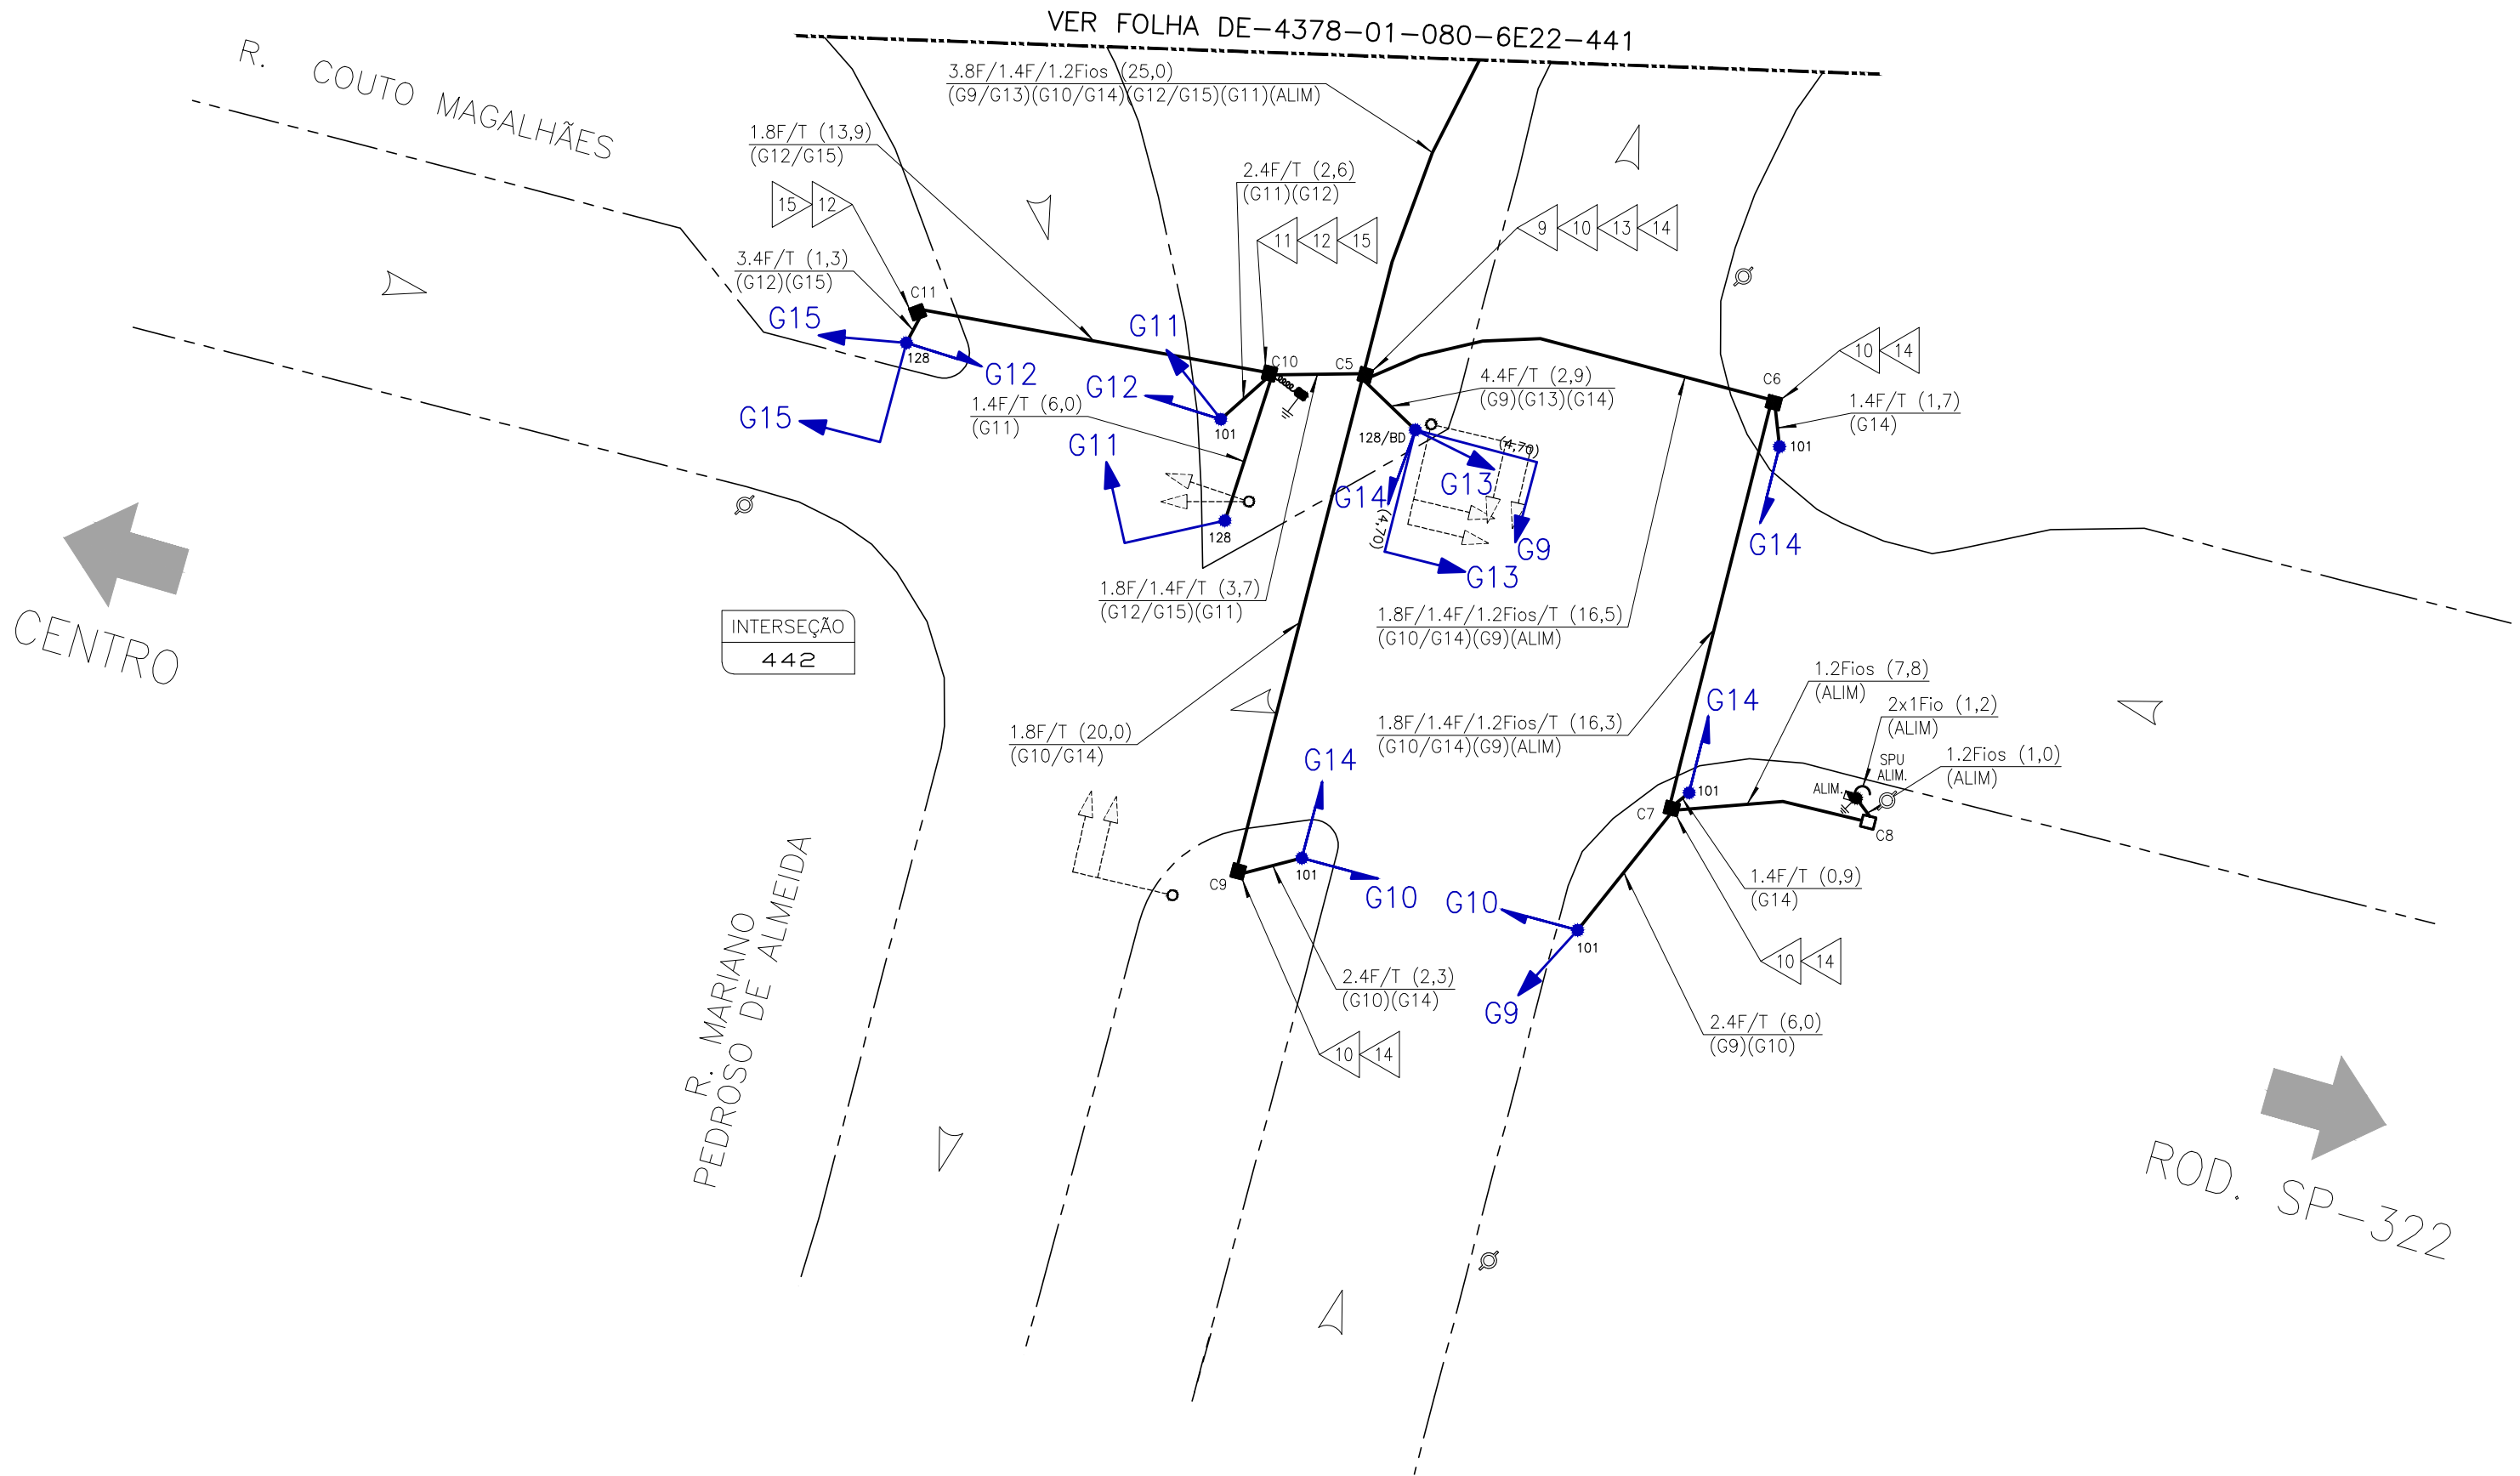 VER FOLHA DE-4378-01-080-6E22-441
R. COUTO MAGALHÃES
3.8F/1.4F/1.2Fios (25,0)
(G9/G13)(G10/G14)(G12/G15)(G11)(ALIM)
1.8F/T (13,9)
(G12/G15)
2.4F/T (2,6)
(G11)(G12)
15 12
11 12 15
9 10 13 14
3.4F/T (1,3)
(G12)(G15)
C11
G15
128
G12
G15
G11
G12
C10
C5
101
1.4F/T (6,0)
(G11)
G11
128
4.4F/T (2,9)
(G9)(G13)(G14)
128/BD
(4,70)
G13
G14
(4,70)
G9
G13
10 14
C6
1.4F/T (1,7)
(G14)
101
G14
CENTRO
INTERSEÇÃO
442
1.8F/1.4F/T (3,7)
(G12/G15)(G11)
1.8F/1.4F/1.2Fios/T (16,5)
(G10/G14)(G9)(ALIM)
1.8F/T (20,0)
(G10/G14)
1.8F/1.4F/1.2Fios/T (16,3)
(G10/G14)(G9)(ALIM)
G14
1.2Fios (7,8)
(ALIM)
2x1Fio (1,2)
(ALIM)
1.2Fios (1,0)
(ALIM)
SPU
ALIM.
ALIM.
101
C7
C8
G14
101
C9
G10
1.4F/T (0,9)
(G14)
G10
101
G9
10 14
2.4F/T (2,3)
(G10)(G14)
10 14
2.4F/T (6,0)
(G9)(G10)
R. MARIANO
PEDROSO DE ALMEIDA
ROD. SP-322